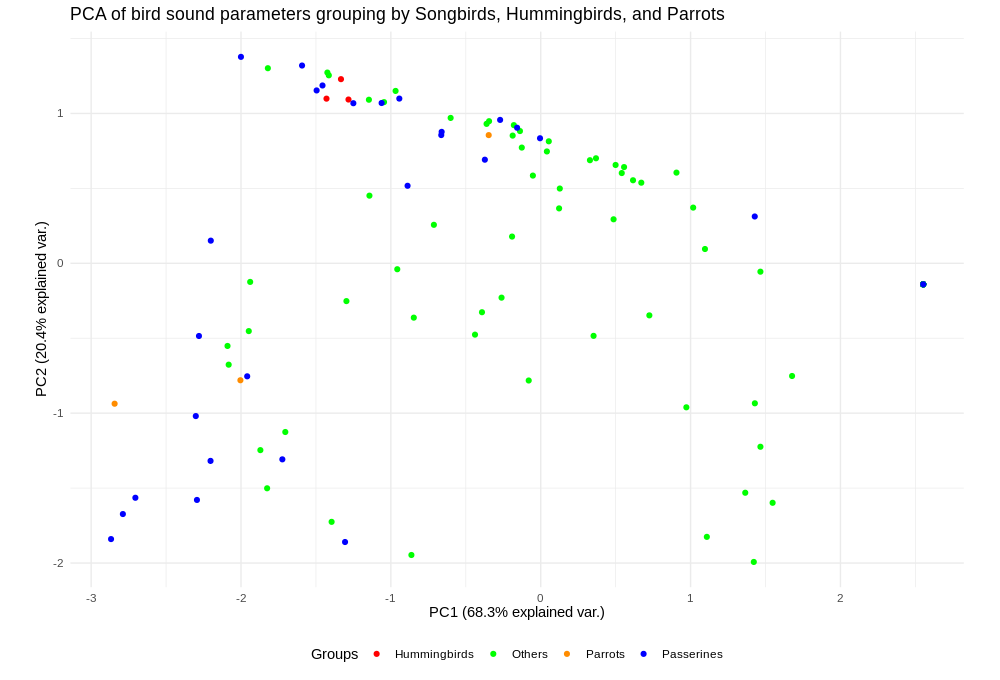 PCA of bird sound parameters grouping by Songbirds, Hummingbirds, and Parrots
PC2 (20.4% explained var.)
1
0
-1
-2
-3 -2 -1 0 1 2
PC1 (68.3% explained var.)
Groups Hummingbirds Others Parrots Passerines